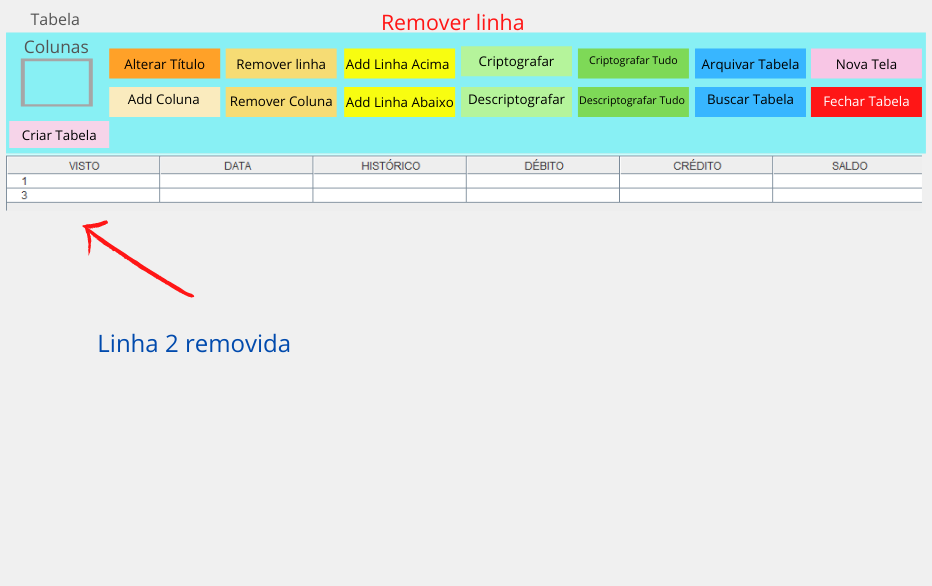 Tabela
Remover linha
Colunas
Alterar Título
Remover linha
Add Linha Acima
Criptografar
Criptografar Tudo
Arquivar Tabela
Nova Tela
Add Coluna
Remover Coluna
Add Linha Abaixo
Descriptografar
Descriptografar Tudo
Buscar Tabela
Fechar Tabela
Criar Tabela
VISTO DATA HISTÓRICO DÉBITO CRÉDITO SALDO
1
3
Linha 2 removida